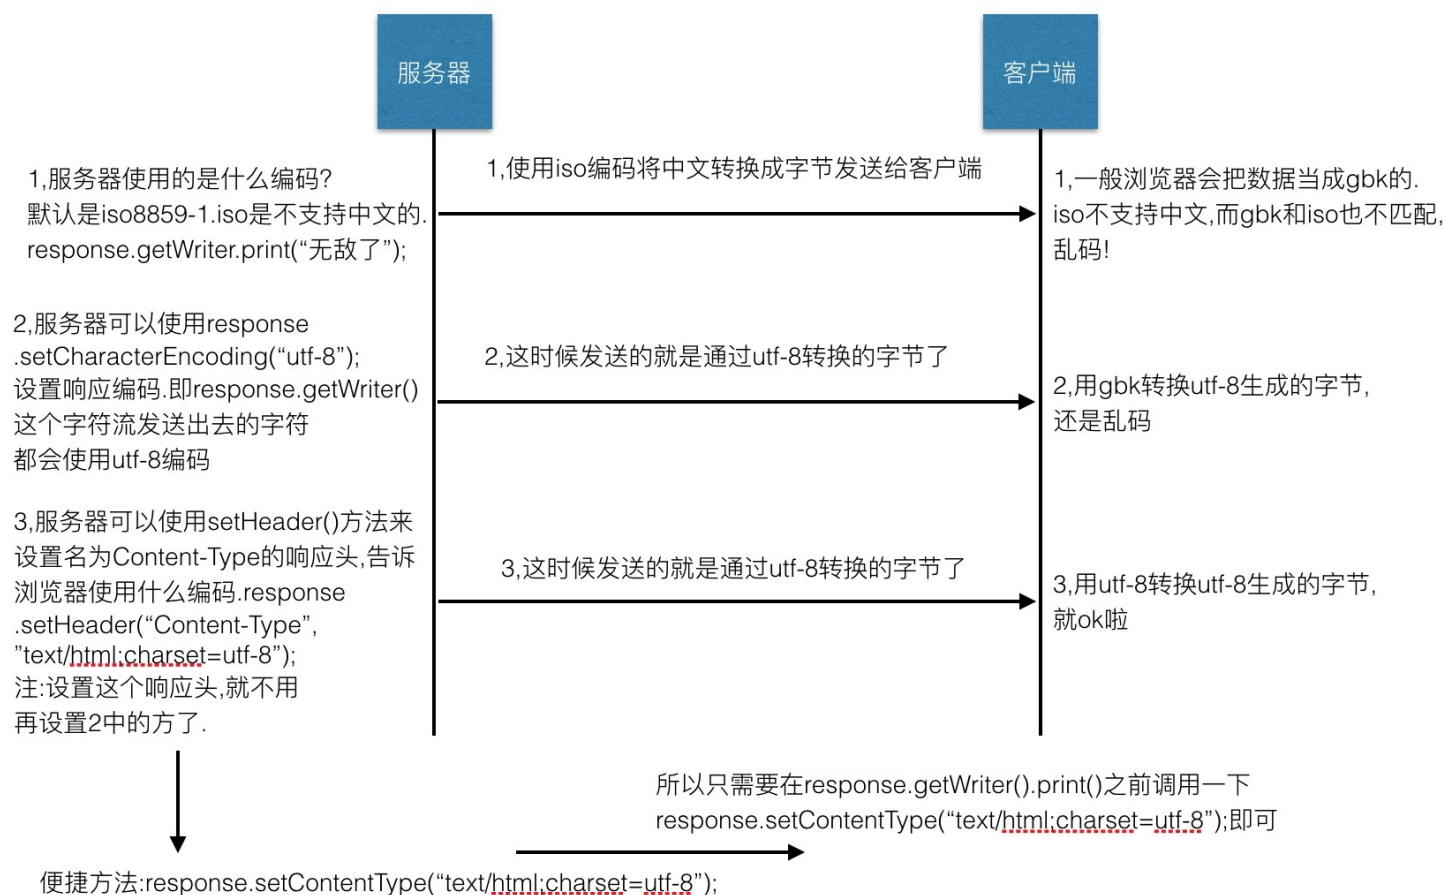 服务器
客户端
1,服务器使用的是什么编码?
默认是iso8859-1.iso是不支持中文的.
response.getWriter.print(“无敌了”);
1,使用iso编码将中文转换成字节发送给客户端
1,一般浏览器会把数据当成gbk的.
iso不支持中文,而gbk和iso也不匹配,
乱码!
2,服务器可以使用response
.setCharacterEncoding(“utf-8”);
设置响应编码.即response.getWriter()
这个字符流发送出去的字符
都会使用utf-8编码
2,这时候发送的就是通过utf-8转换的字节了
2,用gbk转换utf-8生成的字节,
还是乱码
3,服务器可以使用setHeader()方法来
设置名为Content-Type的响应头,告诉
浏览器使用什么编码.response
.setHeader(“Content-Type”,
”text/html;charset=utf-8”);
注:设置这个响应头,就不用
再设置2中的方了.
3,这时候发送的就是通过utf-8转换的字节了
3,用utf-8转换utf-8生成的字节,
就ok啦
所以只需要在response.getWriter().print()之前调用一下
response.setContentType(“text/html;charset=utf-8”);即可
便捷方法:response.setContentType(“text/html;charset=utf-8”);